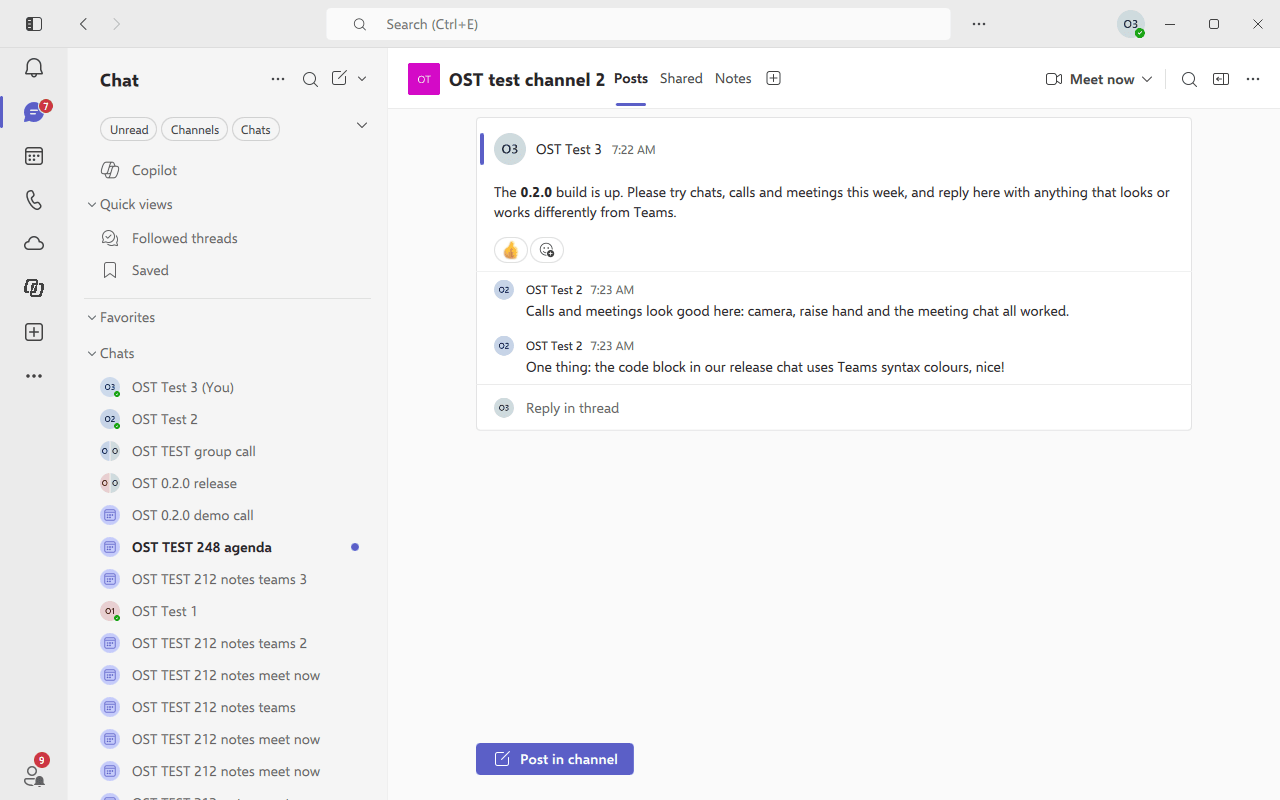 Search (Ctrl+E)
O3
Chat
7
Unread
Channels
Chats
Copilot
Quick views
Followed threads
Saved
Favorites
Chats
O3
OST Test 3 (You)
O2
OST Test 2
O O
OST TEST group call
O O
OST 0.2.0 release
OST 0.2.0 demo call
OST TEST 248 agenda
OST TEST 212 notes teams 3
O1
OST Test 1
OST TEST 212 notes teams 2
OST TEST 212 notes meet now
OST TEST 212 notes teams
OST TEST 212 notes meet now
OST TEST 212 notes meet now
9
OT
OST test channel 2
Posts
Shared
Notes
Meet now
O3
OST Test 3 7:22 AM
The 0.2.0 build is up. Please try chats, calls and meetings this week, and reply here with anything that looks or
works differently from Teams.
O2
OST Test 2 7:23 AM
Calls and meetings look good here: camera, raise hand and the meeting chat all worked.
O2
OST Test 2 7:23 AM
One thing: the code block in our release chat uses Teams syntax colours, nice!
O3
Reply in thread
Post in channel